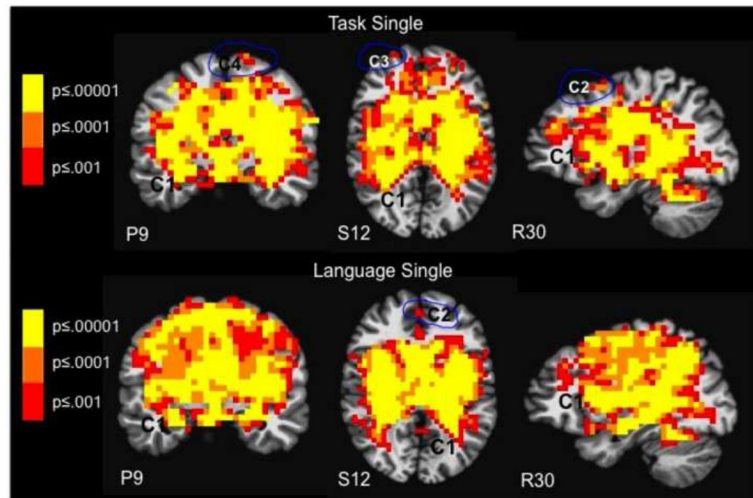 Task Single
p≤.00001
p≤.0001
p≤.001
C4
C1
P9
C3
C1
S12
C2
C1
R30
Language Single
p≤.00001
p≤.0001
p≤.001
C1
P9
C2
C1
S12
C1
R30